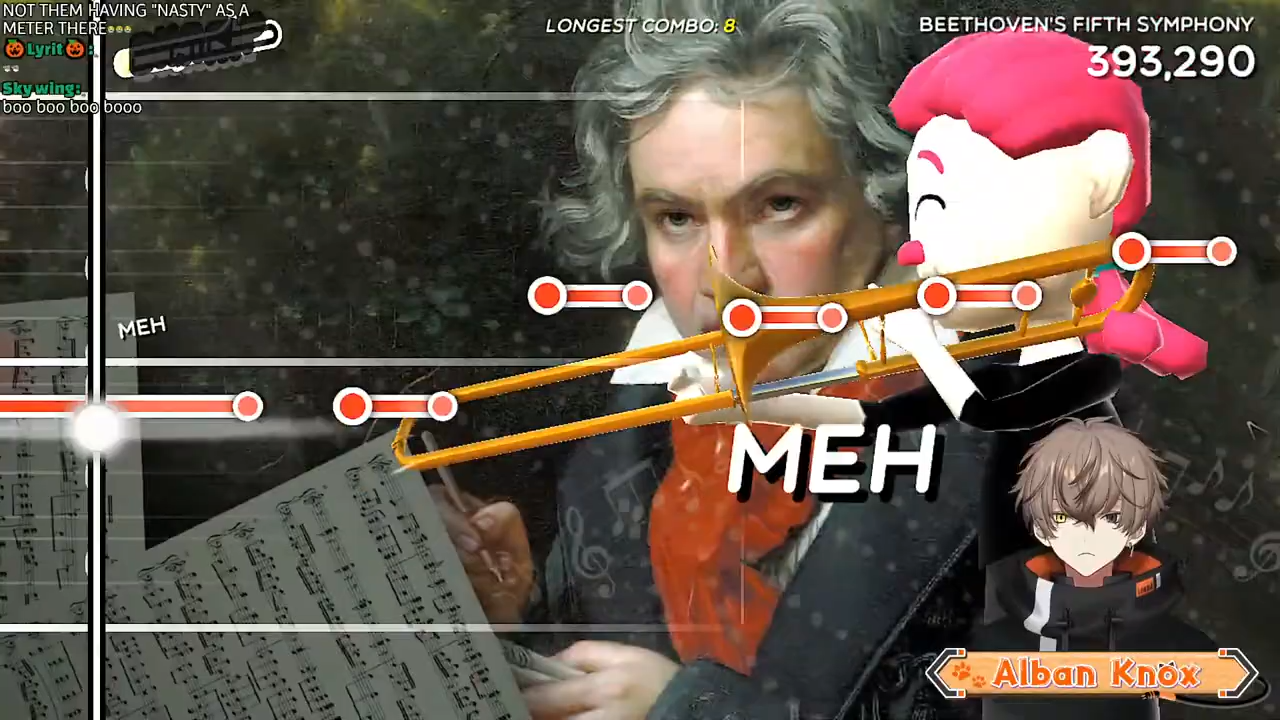 NOT THEM HAVING "NASTY" AS A
METER THERE
Lyrit :
Sky wing:
boo boo boo booo
LONGEST COMBO: 8
BEETHOVEN'S FIFTH SYMPHONY
393,290
MEH
MEH
Alban Knox